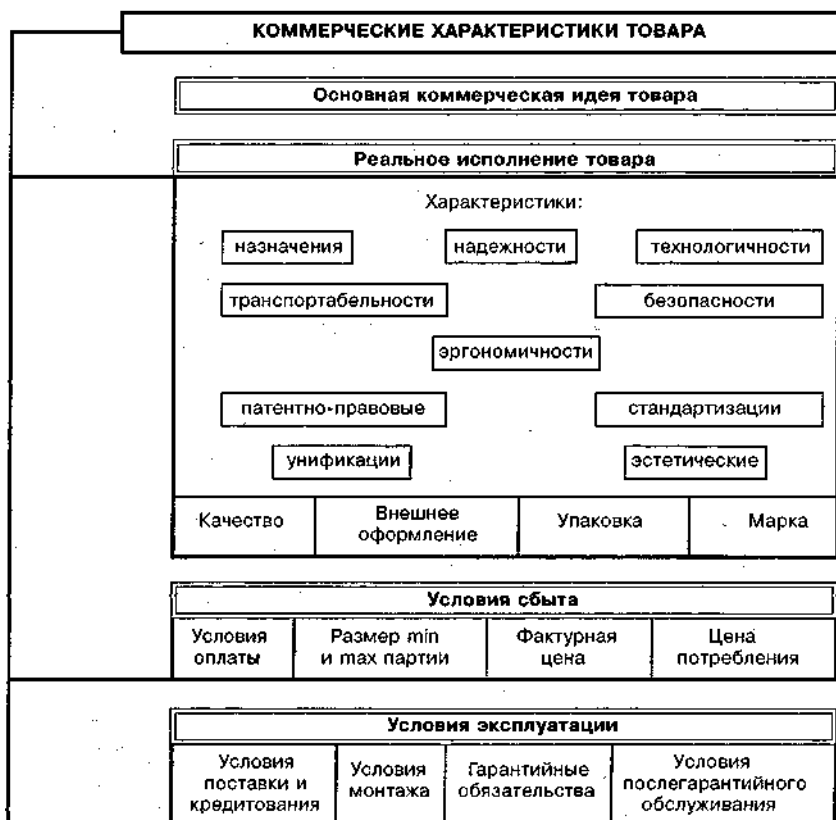 КОММЕРЧЕСКИЕ ХАРАКТЕРИСТИКИ ТОВАРА
Основная коммерческая идея товара
Реальное исполнение товара
Характеристики:
назначения
надежности
технологичности
транспортабельности
безопасности
эргономичности
патентно-правовые
стандартизации
унификации
эстетические
Качество
Внешнее
оформление
Упаковка
Марка
Условия сбыта
Условия
оплаты
Размер min
и max партии
Фактурная
цена
Цена
потребления
Условия эксплуатации
Условия
поставки и
кредитования
Условия
монтажа
Гарантийные
обязательства
Условия
послегарантийного
обслуживания